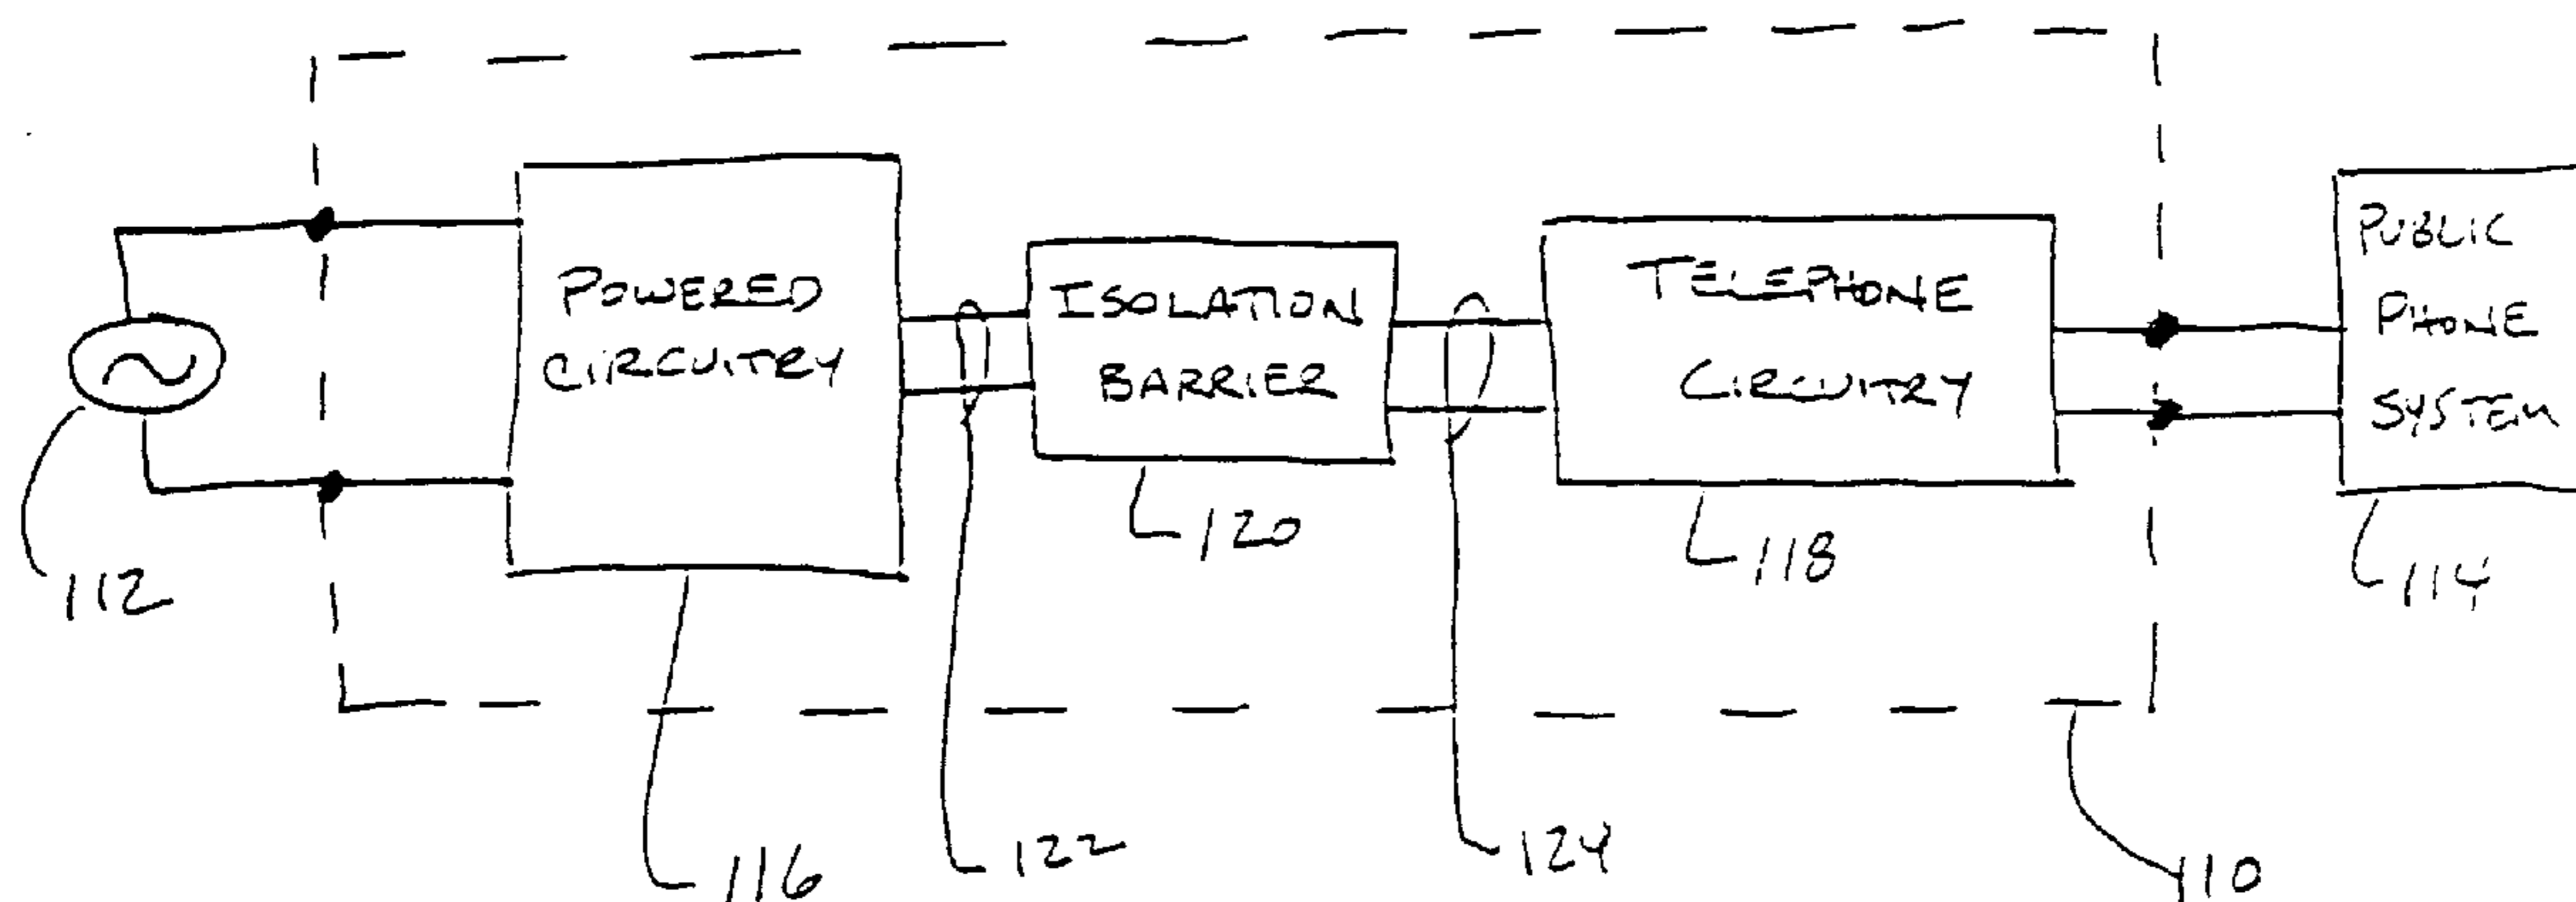 POWERED
CIRCUITRY
ISOLATION
BARRIER
TELEPHONE
CIRCUITRY
PUBLIC
PHONE
SYSTEM
112
120
118
114
116
122
124
110